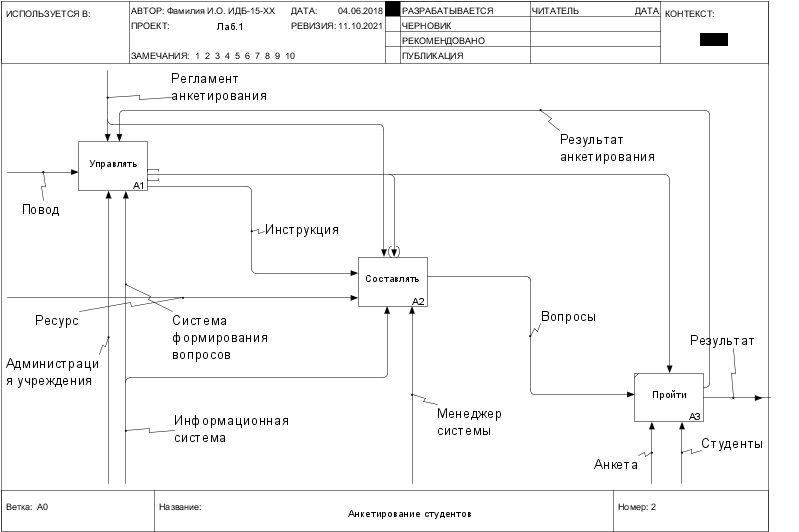 ИСПОЛЬЗУЕТСЯ В:
АВТОР: Фамилия И.О. ИДБ-15-ХХ
ДАТА: 04.06.2018
ПРОЕКТ: Лаб.1
РЕВИЗИЯ: 11.10.2021
ЗАМЕЧАНИЯ: 1 2 3 4 5 6 7 8 9 10
РАЗРАБАТЫВАЕТСЯ
ЧЕРНОВИК
РЕКОМЕНДОВАНО
ПУБЛИКАЦИЯ
ЧИТАТЕЛЬ ДАТА
КОНТЕКСТ:
Регламент
анкетирования
Результат
анкетирования
Управлять
A1
Повод
Инструкция
Составлять
A2
Ресурс
Система
формирования
вопросов
Вопросы
Результат
Администраци
я учреждения
Пройти
A3
Информационная
система
Менеджер
системы
Анкета
Студенты
Ветка: A0
Название:
Анкетирование студентов
Номер: 2